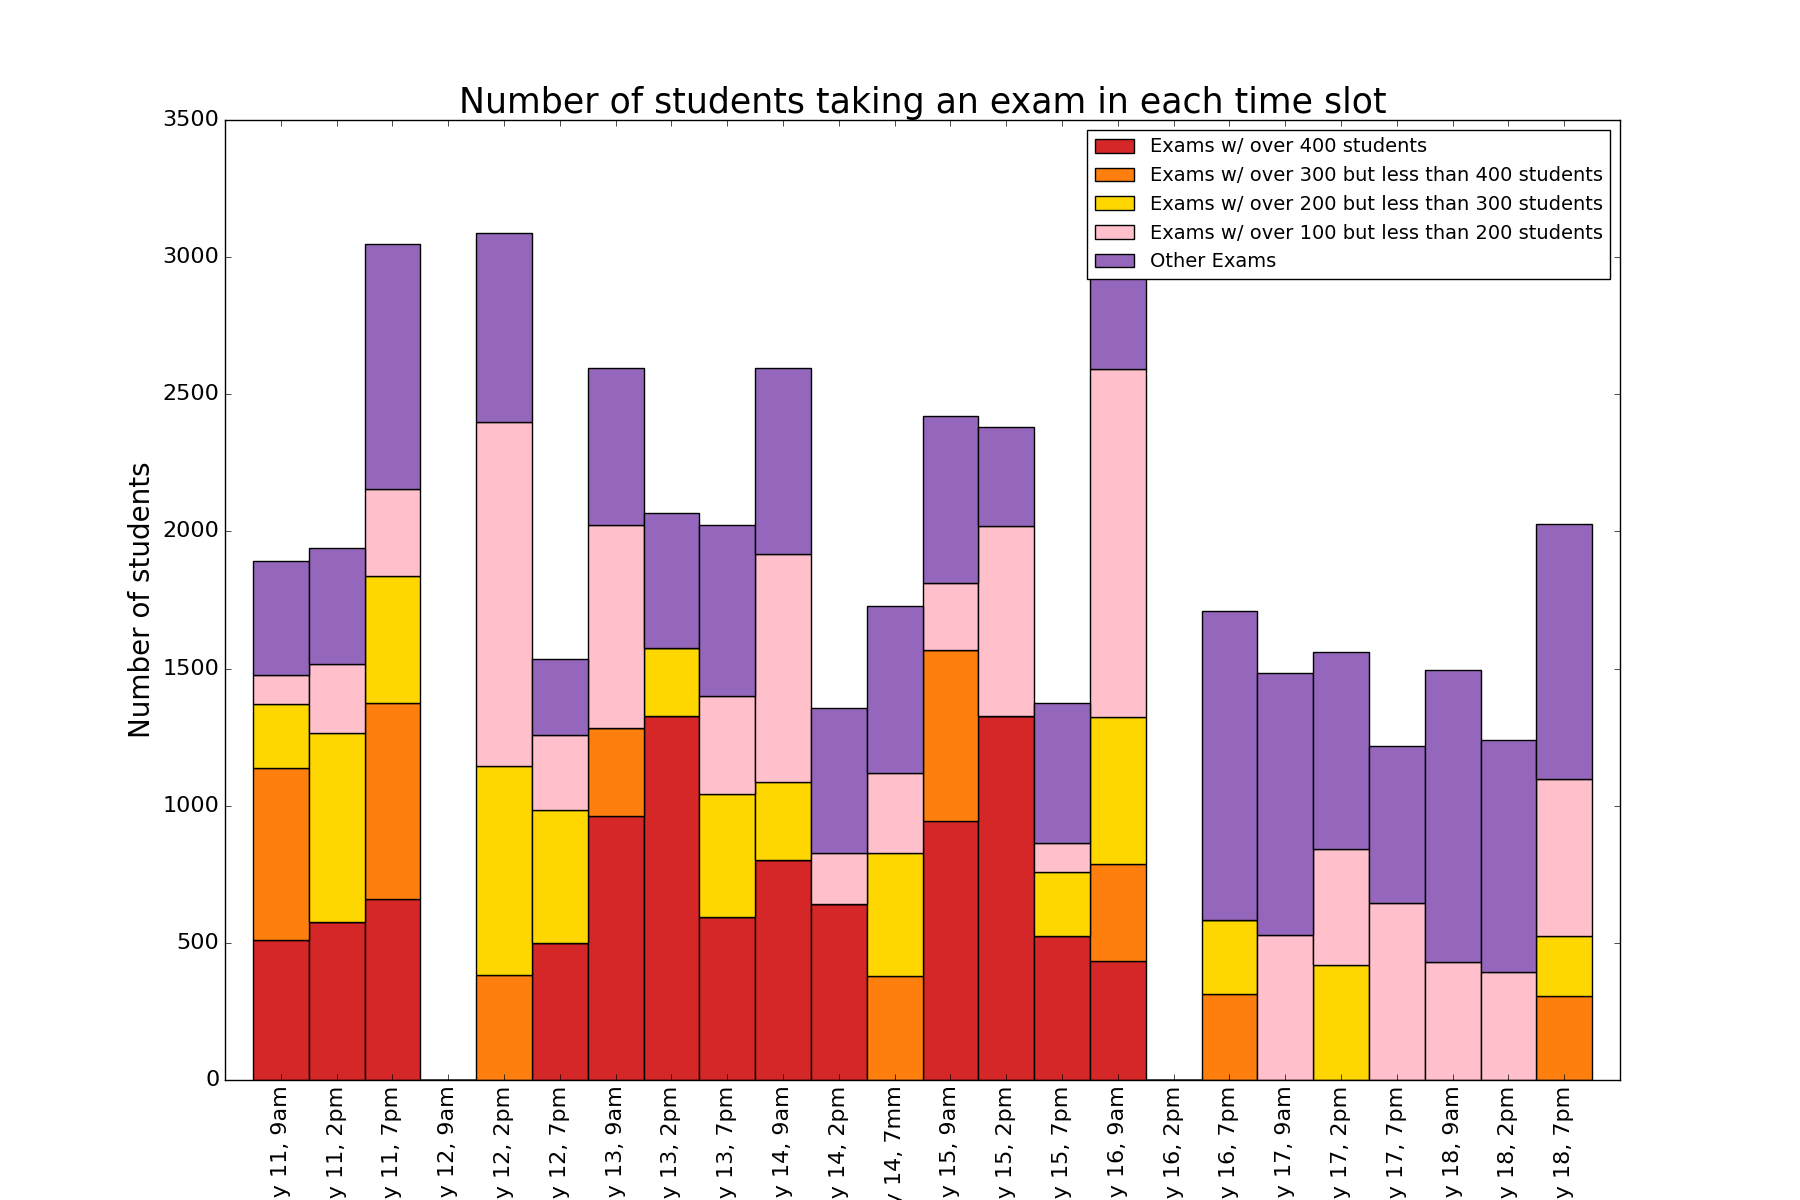 Number of students taking an exam in each time slot
Exams w/ over 400 students
Exams w/ over 300 but less than 400 students
Exams w/ over 200 but less than 300 students
Exams w/ over 100 but less than 200 students
Other Exams
Number of students
3500
3000
2500
2000
1500
1000
500
0
y 11, 9am
y 11, 2pm
y 11, 7pm
y 12, 9am
y 12, 2pm
y 12, 7pm
y 13, 9am
y 13, 2pm
y 13, 7pm
y 14, 9am
y 14, 2pm
y 14, 7mm
y 15, 9am
y 15, 2pm
y 15, 7pm
y 16, 9am
y 16, 2pm
y 16, 7pm
y 17, 9am
y 17, 2pm
y 17, 7pm
y 18, 9am
y 18, 2pm
y 18, 7pm